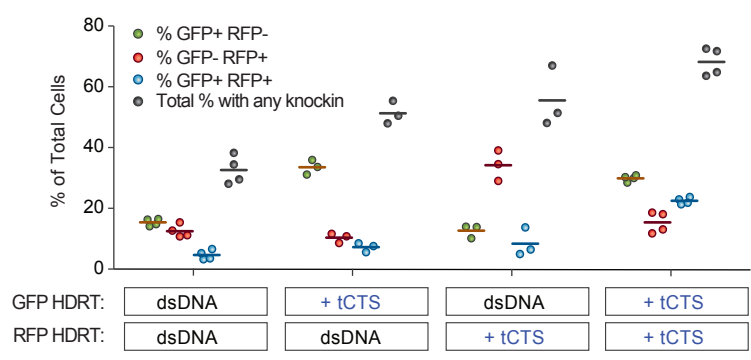 80
60
40
20
0
% of Total Cells
% GFP+ RFP-
% GFP- RFP+
% GFP+ RFP+
Total % with any knockin
GFP HDRT: dsDNA + tCTS dsDNA + tCTS
RFP HDRT: dsDNA dsDNA + tCTS + tCTS